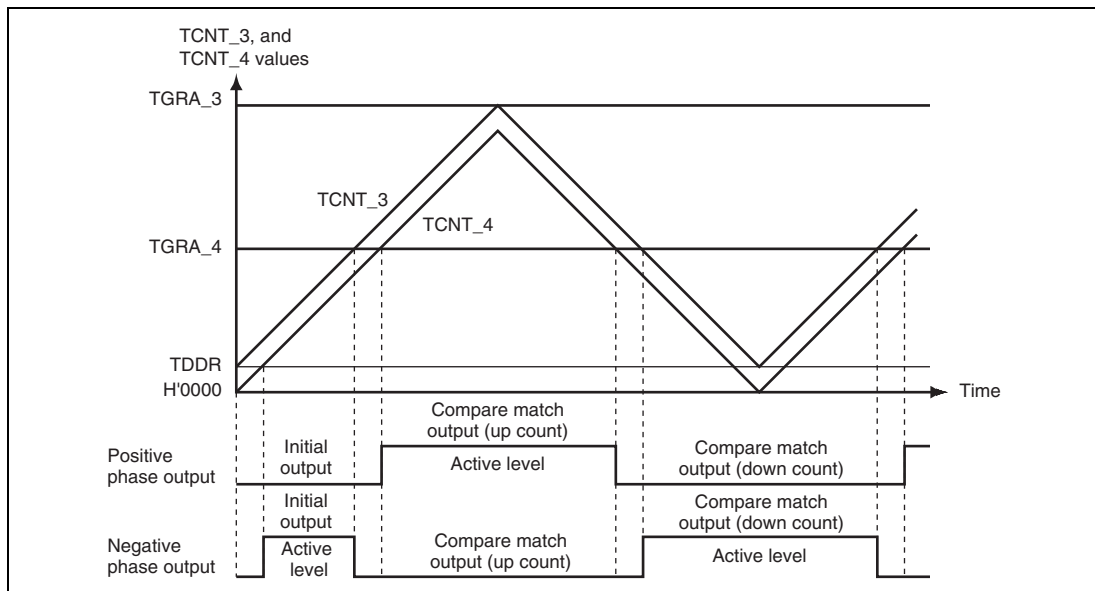 TCNT_3, and
TCNT_4 values
TGRA_3
TCNT_3
TCNT_4
TGRA_4
TDDR
H'0000
Time
Positive
phase output
Initial
output
Compare match
output (up count)
Active level
Compare match
output (down count)
Negative
phase output
Initial
output
Active
level
Compare match
output (up count)
Compare match
output (down count)
Active level